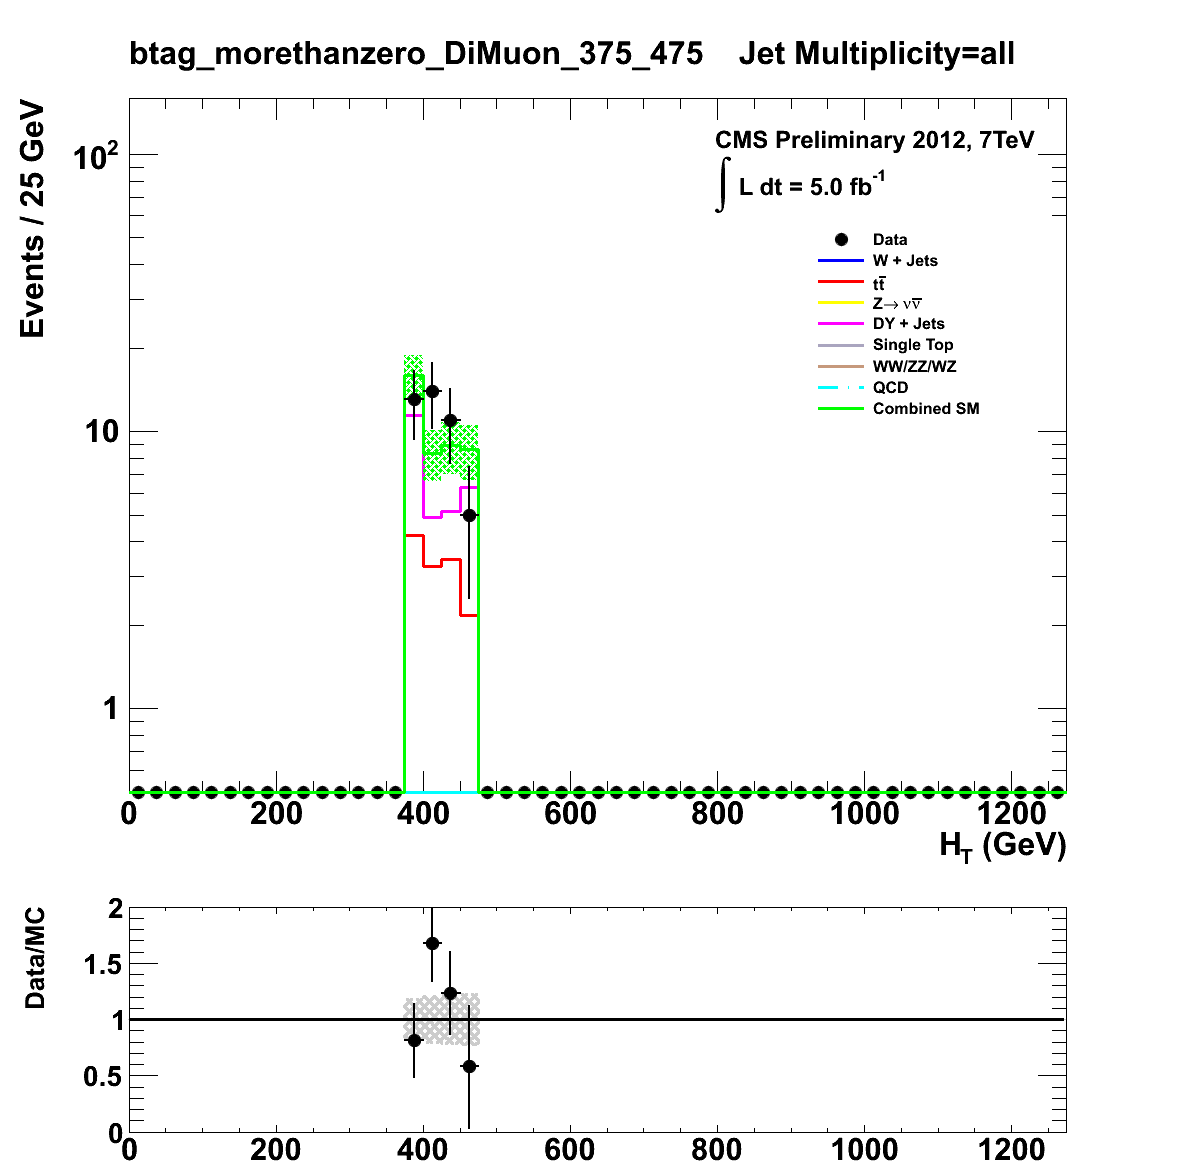 btag_morethanzero_DiMuon_375_475 Jet Multiplicity=all
Events / 25 GeV
10²
10
1
CMS Preliminary 2012, 7TeV
∫ L dt = 5.0 fb⁻¹
Data
W + Jets
tt̅
Z→ νν̅
DY + Jets
Single Top
WW/ZZ/WZ
QCD
Combined SM
0 200 400 600 800 1000 1200
H_T (GeV)
Data/MC
2
1.5
1
0.5
0
0 200 400 600 800 1000 1200